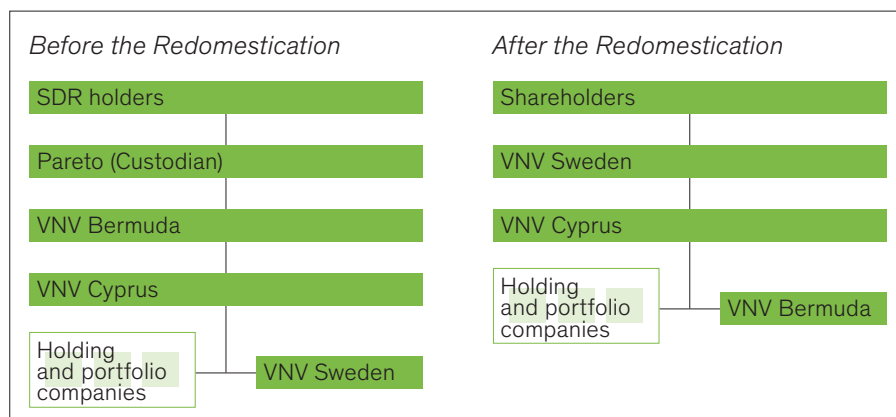 Before the Redomestication
SDR holders
Pareto (Custodian)
VNV Bermuda
VNV Cyprus
Holding
and portfolio
companies
VNV Sweden
After the Redomestication
Shareholders
VNV Sweden
VNV Cyprus
Holding
and portfolio
companies
VNV Bermuda